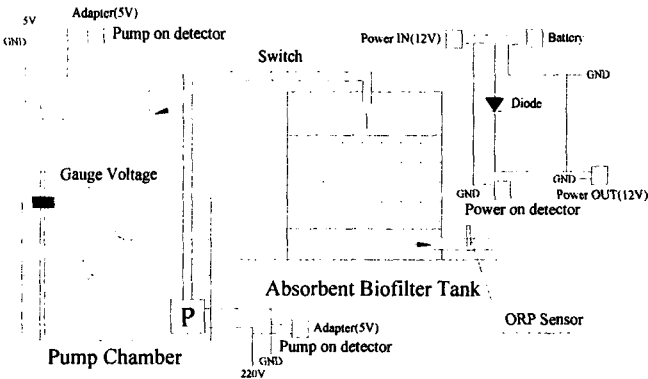 5V
Adapter(5V)
GND
Pump on detector
Switch
Power IN(12V)
Battery
GND
Diode
Gauge Voltage
GND
GND
Power OUT(12V)
Power on detector
Absorbent Biofilter Tank
P
ORP Sensor
Adapter(5V)
Pump on detector
GND
220V
Pump Chamber